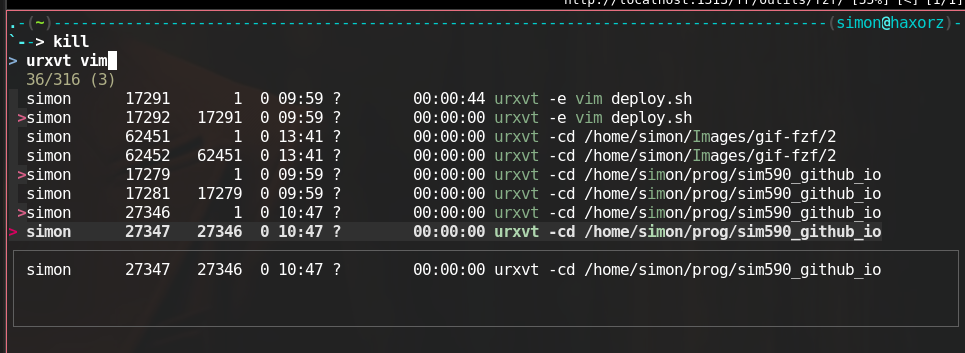 http://localhost:1313/fr/outils/fzf/ [55%] [<] [1/1]
.-(~)------------------------------------------------------------------------------------(simon@haxorz)-
`--> kill
> urxvt vim
36/316 (3)
simon 17291 1 0 09:59 ? 00:00:44 urxvt -e vim deploy.sh
>simon 17292 17291 0 09:59 ? 00:00:00 urxvt -e vim deploy.sh
simon 62451 1 0 13:41 ? 00:00:00 urxvt -cd /home/simon/Images/gif-fzf/2
simon 62452 62451 0 13:41 ? 00:00:00 urxvt -cd /home/simon/Images/gif-fzf/2
>simon 17279 1 0 09:59 ? 00:00:00 urxvt -cd /home/simon/prog/sim590_github_io
simon 17281 17279 0 09:59 ? 00:00:00 urxvt -cd /home/simon/prog/sim590_github_io
>simon 27346 1 0 10:47 ? 00:00:00 urxvt -cd /home/simon/prog/sim590_github_io
> simon 27347 27346 0 10:47 ? 00:00:00 urxvt -cd /home/simon/prog/sim590_github_io
simon 27347 27346 0 10:47 ? 00:00:00 urxvt -cd /home/simon/prog/sim590_github_io